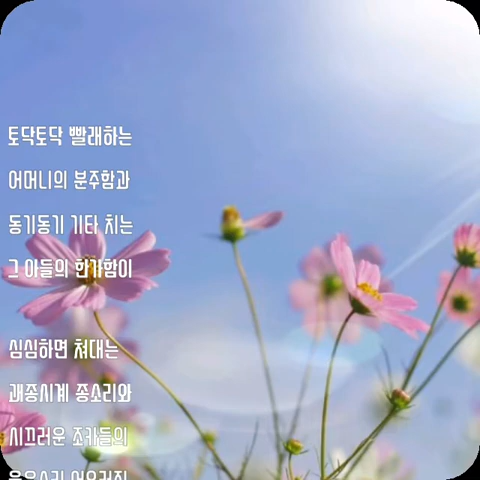 토닥토닥 빨래하는
어머니의 분주함과
동기동기 기타 치는
그 아들의 한가함이
심심하면 쳐대는
괘종시계 종소리와
시끄러운 조카들의